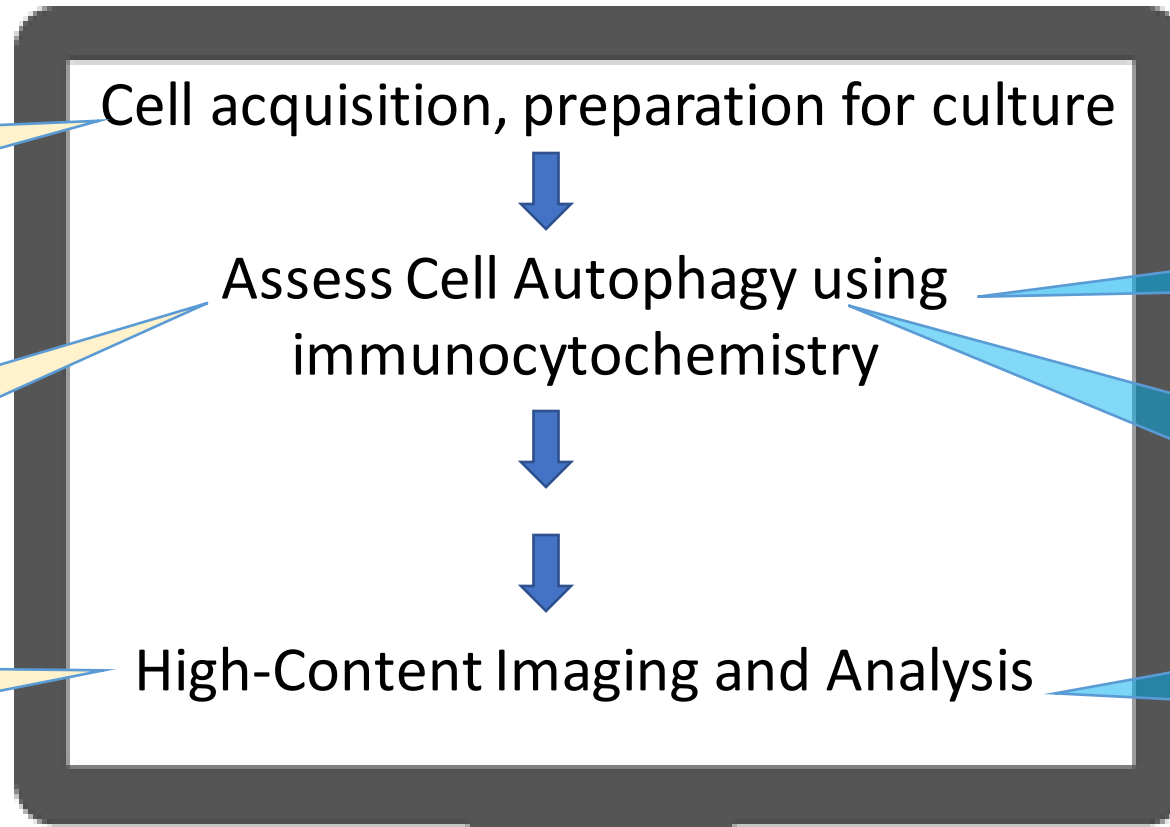 Cell acquisition, preparation for culture
Assess Cell Autophagy using
immunocytochemistry
High-Content Imaging and Analysis